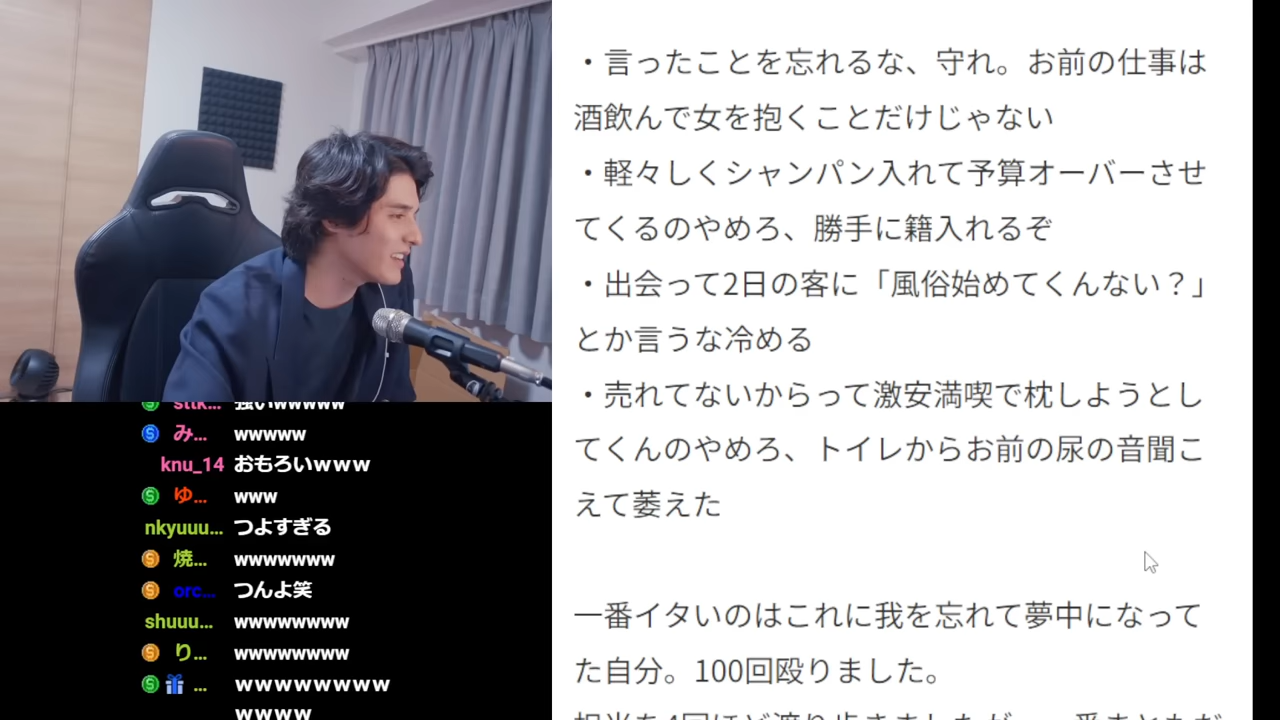 ・言ったことを忘れるな、守れ。お前の仕事は
酒飲んで女を抱くことだけじゃない
・軽々しくシャンパン入れて予算オーバーさせ
てくるのやめろ、勝手に籍入れるぞ
・出会って2日の客に「風俗始めてくんない？」
とか言うな冷める
・売れてないからって激安満喫で枕しようとし
てくんのやめろ、トイレからお前の尿の音聞こ
えて萎えた
一番イタいのはこれに我を忘れて夢中になって
た自分。100回殴りました。
み... wwwww
knu_14 おもろいｗｗｗ
ゆ... www
nkyuuu... つよすぎる
焼... wwwwwww
orc... つんよ笑
shuuu... wwwwwwww
り... wwwwwwww
... ｗｗｗｗｗｗｗｗ
ｗｗｗｗ